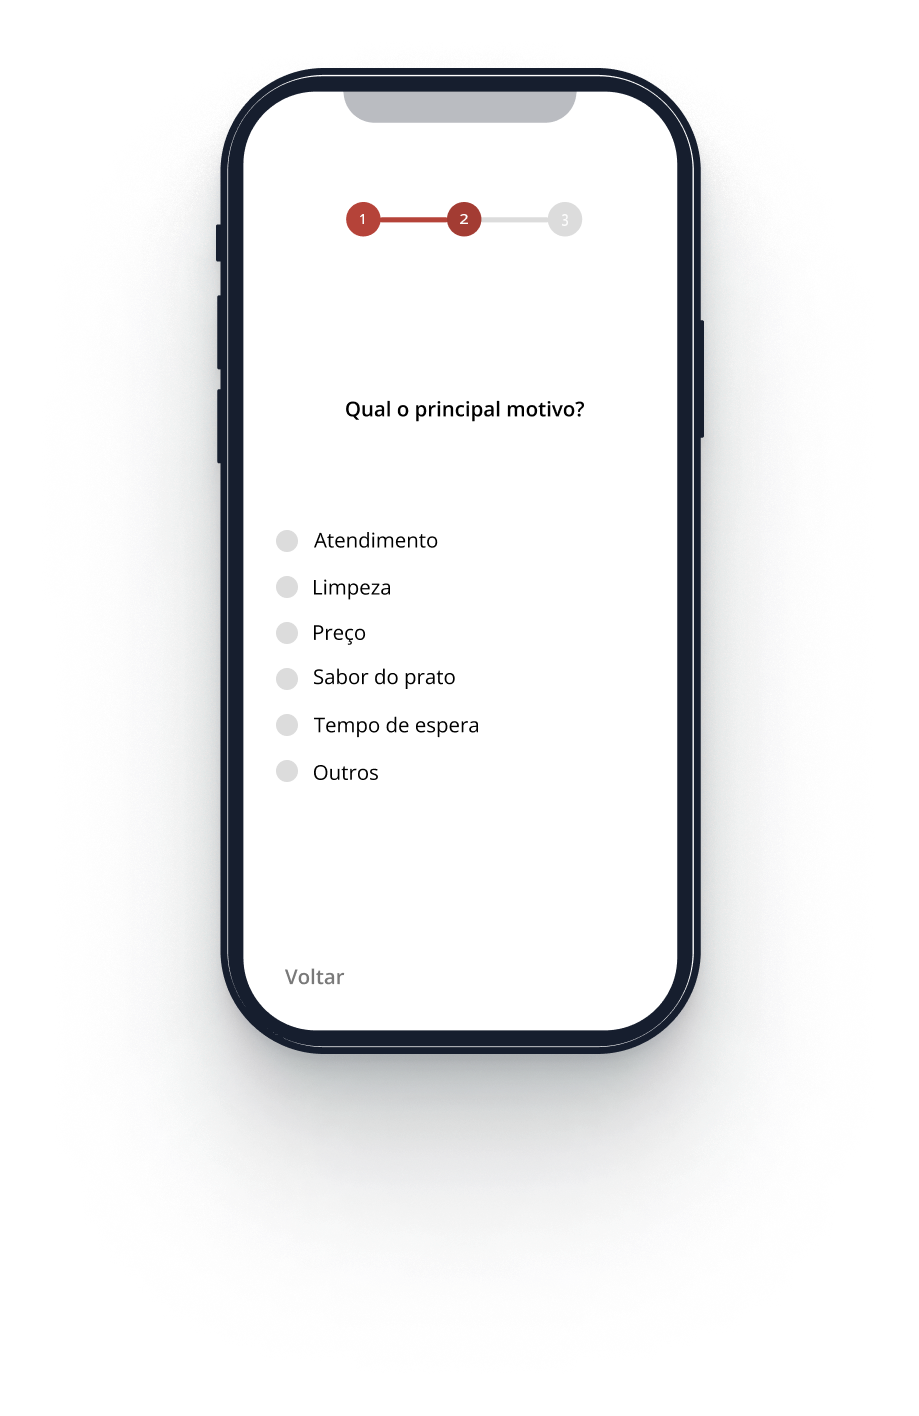 1 2 3
Qual o principal motivo?
Atendimento
Limpeza
Preço
Sabor do prato
Tempo de espera
Outros
Voltar